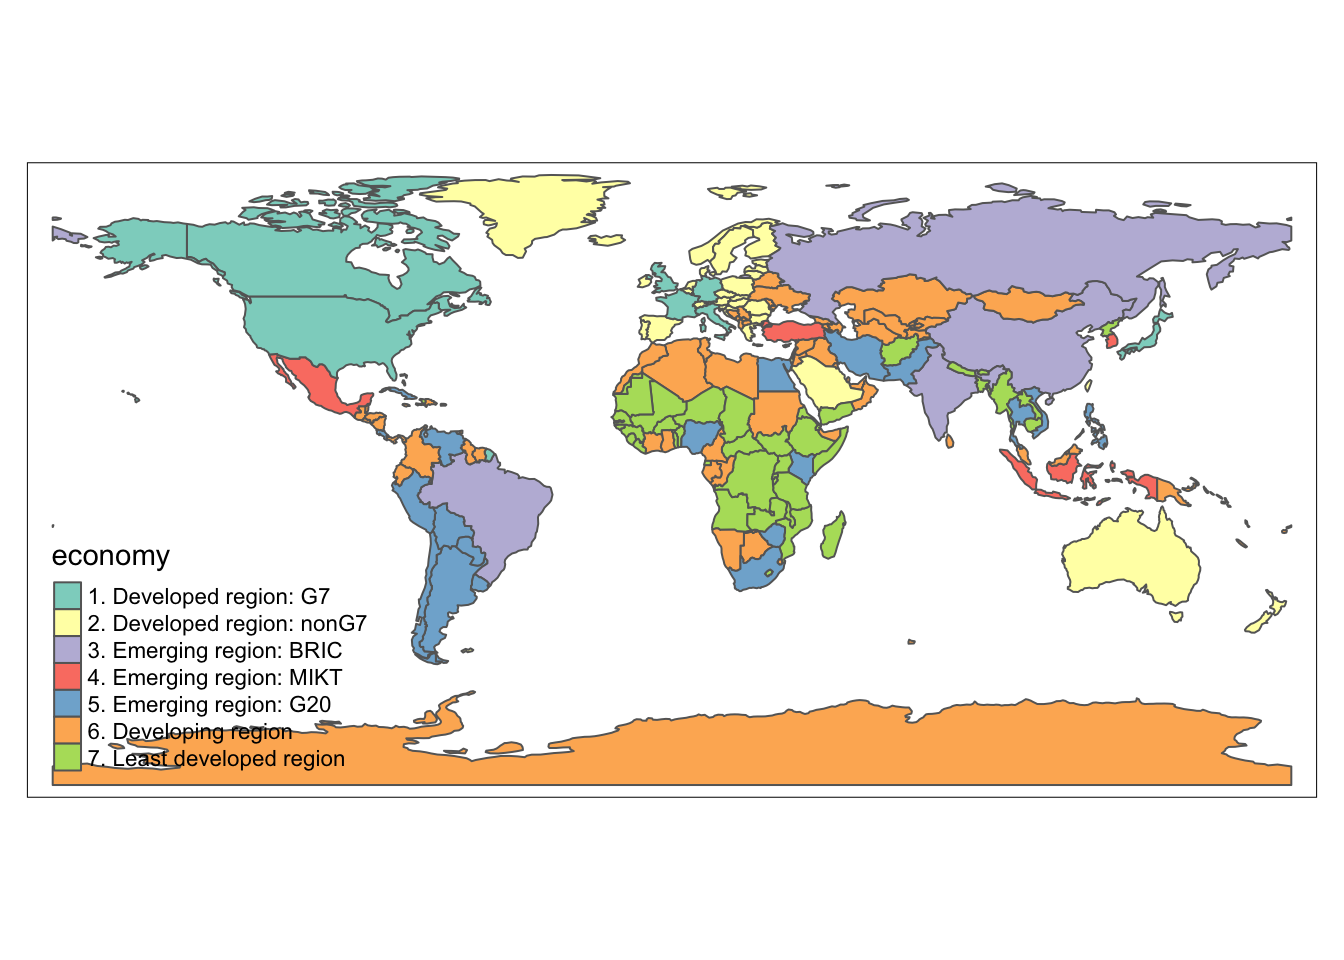 economy
1. Developed region: G7
2. Developed region: nonG7
3. Emerging region: BRIC
4. Emerging region: MIKT
5. Emerging region: G20
6. Developing region
7. Least developed region